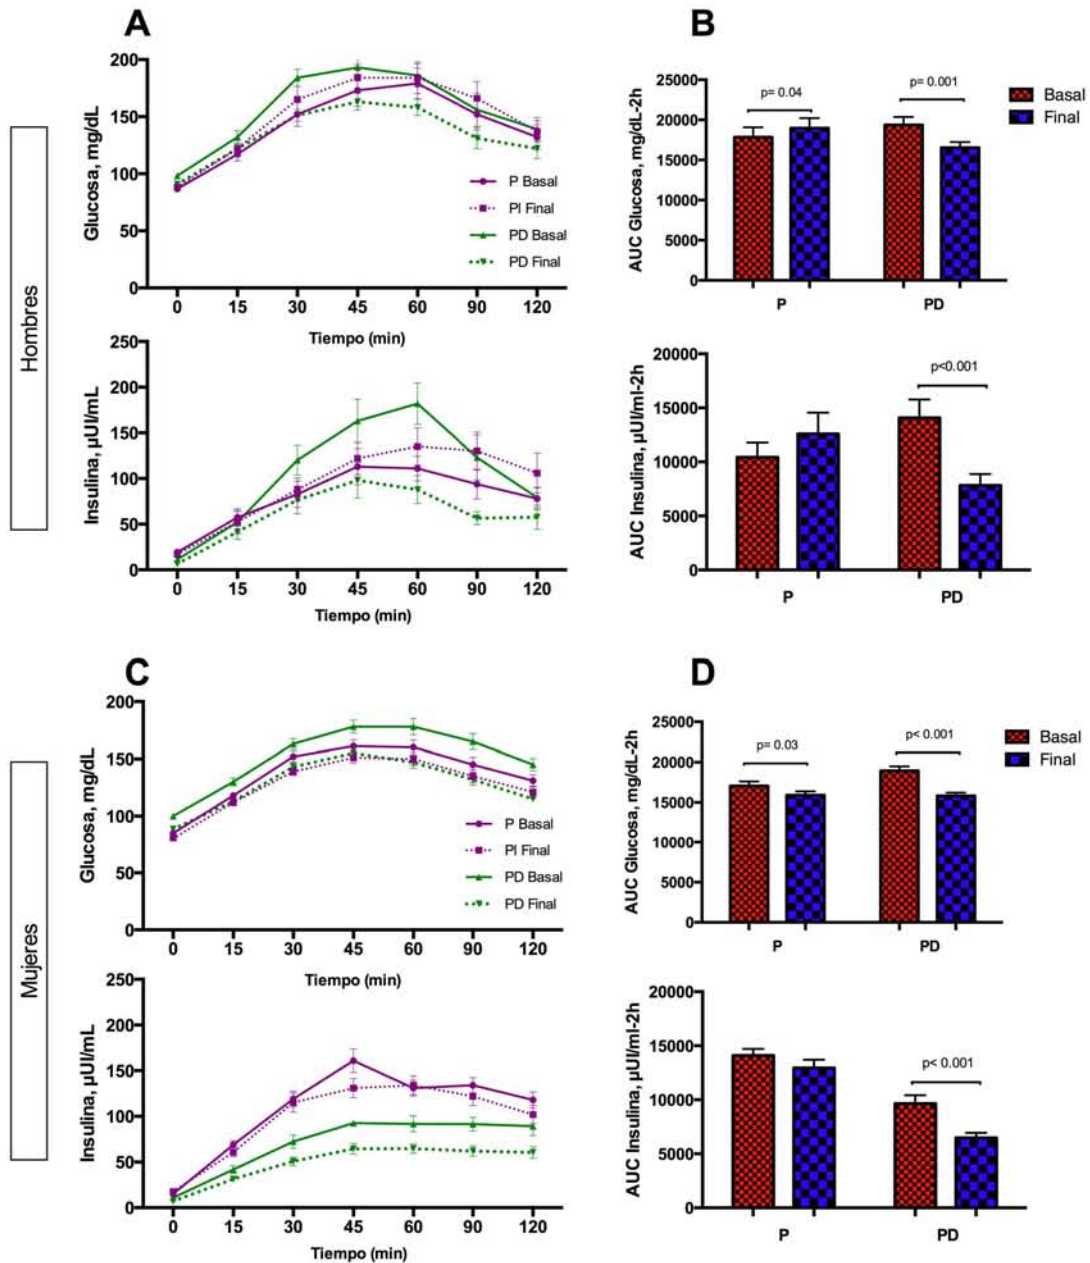 A
Hombres
Glucosa, mg/dL
200
150
100
50
0
P Basal
PI Final
PD Basal
PD Final
0 15 30 45 60 90 120
Tiempo (min)
Insulina, µUI/mL
250
200
150
100
50
0
0 15 30 45 60 90 120
Tiempo (min)
B
AUC Glucosa, mg/dL-2h
25000
20000
15000
10000
5000
0
p= 0.04
p= 0.001
Basal
Final
P PD
AUC Insulina, µUI/ml-2h
20000
15000
10000
5000
0
p<0.001
P PD
C
Mujeres
Glucosa, mg/dL
200
150
100
50
0
P Basal
PI Final
PD Basal
PD Final
0 15 30 45 60 90 120
Tiempo (min)
Insulina, µUI/mL
250
200
150
100
50
0
0 15 30 45 60 90 120
Tiempo (min)
D
AUC Glucosa, mg/dL-2h
25000
20000
15000
10000
5000
0
p= 0.03
p< 0.001
Basal
Final
P PD
AUC Insulina, µUI/ml-2h
20000
15000
10000
5000
0
p< 0.001
P PD